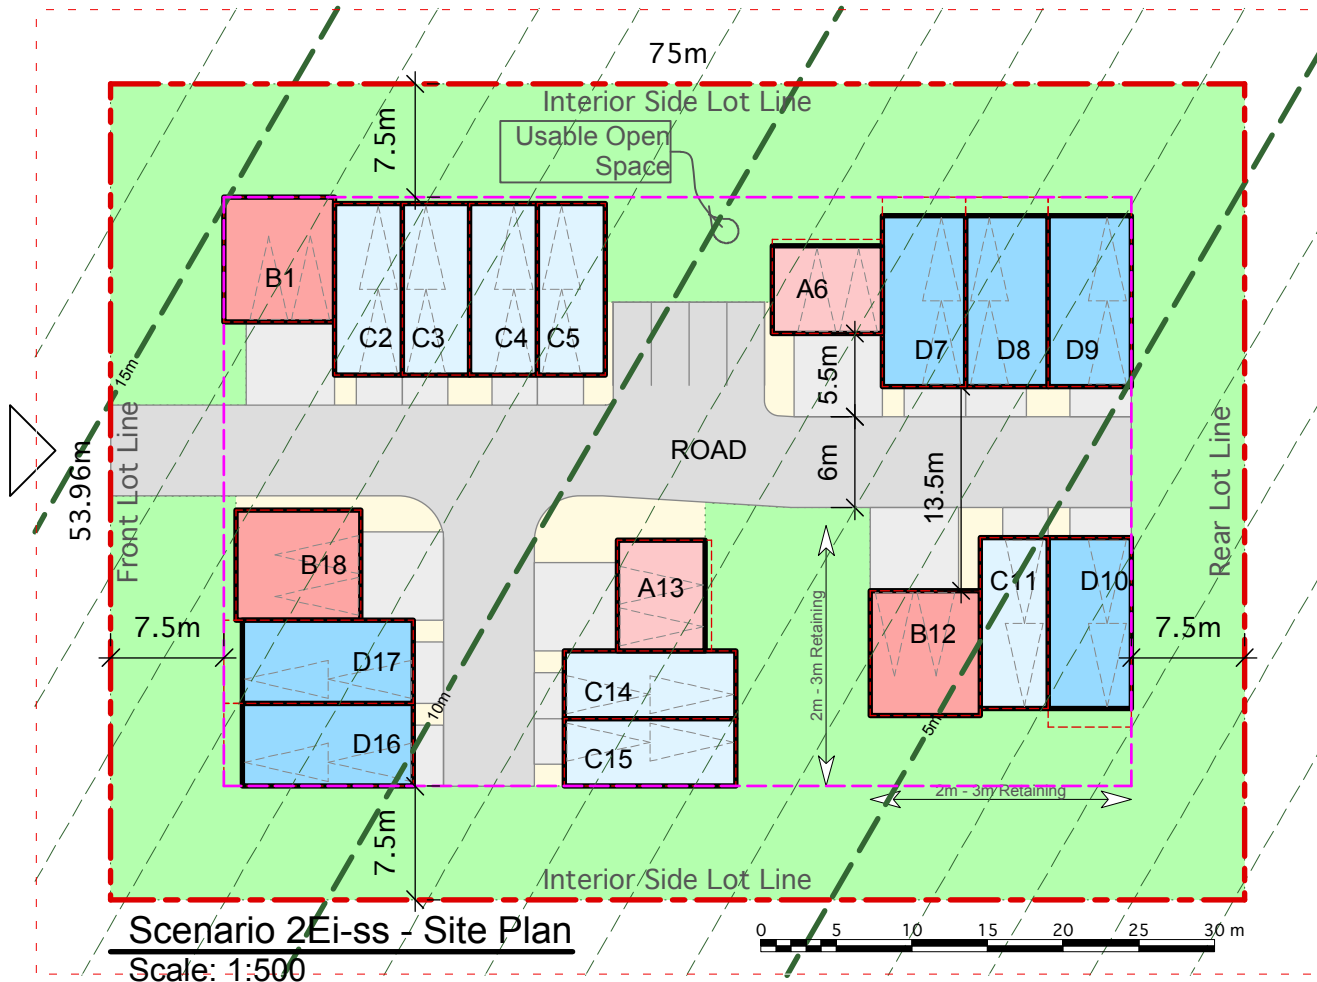 75m
Interior Side Lot Line
7.5m
Usable Open
Space
B1
C2
C3
C4
C5
A6
D7
D8
D9
15m
5.5m
53.96m
Front Lot Line
ROAD
6m
13.5m
Rear Lot Line
B18
A13
C11
D10
B12
7.5m
D17
2m - 3m Retaining
7.5m
C14
10m
5m
D16
C15
2m - 3m Retaining
7.5m
Interior Side Lot Line
Scenario 2Ei-ss - Site Plan
Scale: 1:500
0 5 10 15 20 25 30 m